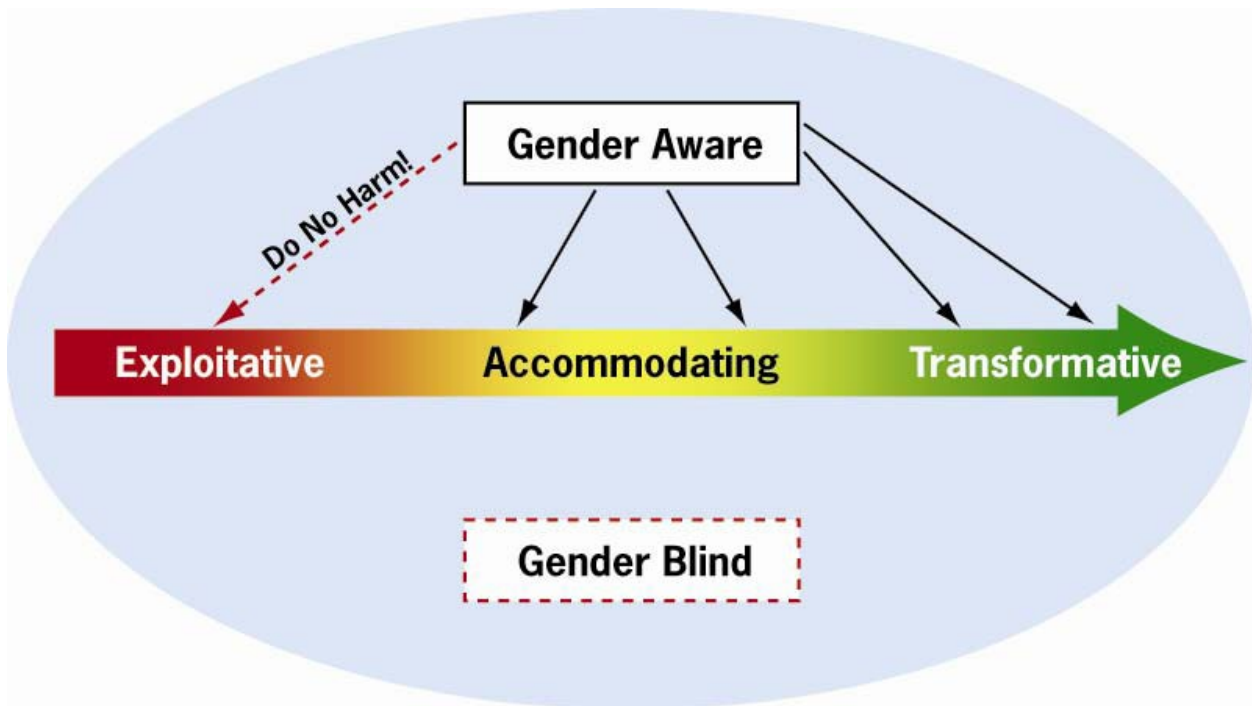 Gender Aware
Do No Harm!
Exploitative
Accommodating
Transformative
Gender Blind